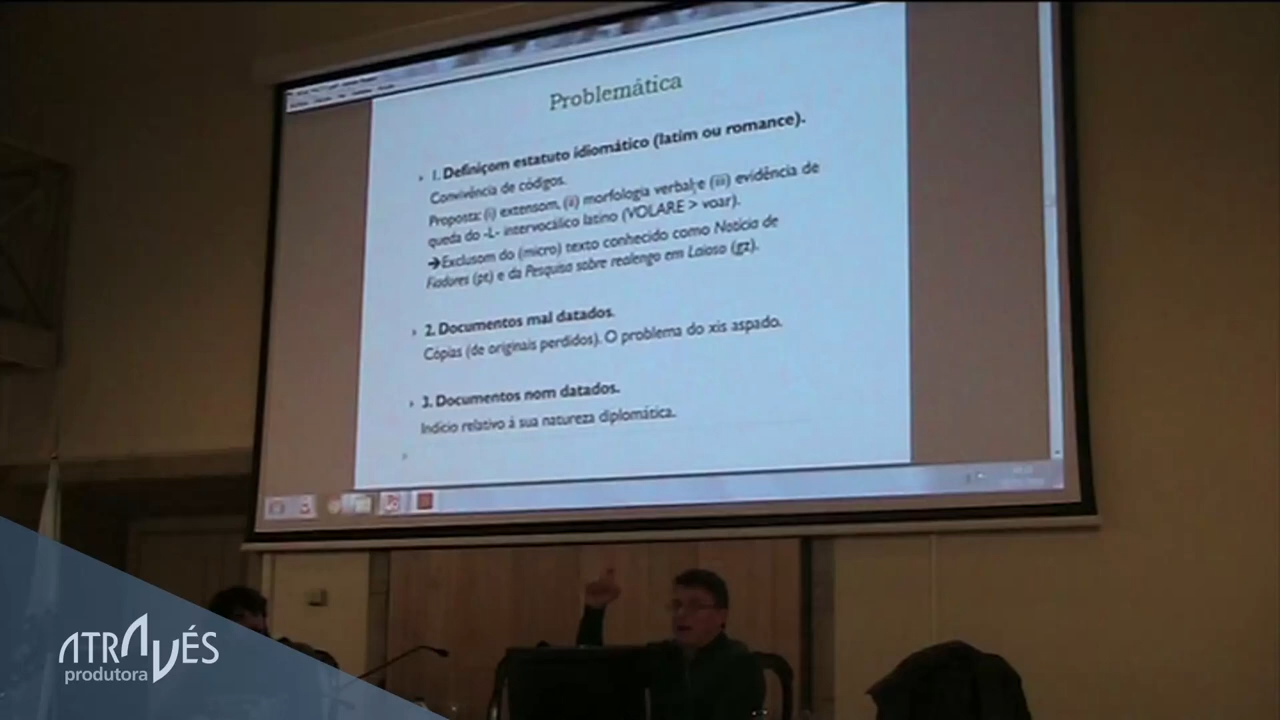 Problemática
1. Definiçom estatuto idiomático (latim ou romance).
Convivência de códigos.
Proposta: (i) extensom, (ii) morfologia verbal e (iii) evidência de
queda do -L- intervocálico latino (VOLARE > voar).
➔Exclusom do (micro) texto conhecido como Notícia de
Fiadores (pt) e da Pesquisa sobre realengo em Laioso (gz).
2. Documentos mal datados.
Cópias (de originais perdidos). O problema do xis aspado.
3. Documentos nom datados.
Indício relativo à sua natureza diplomática.
ATRAVÉS
produtora